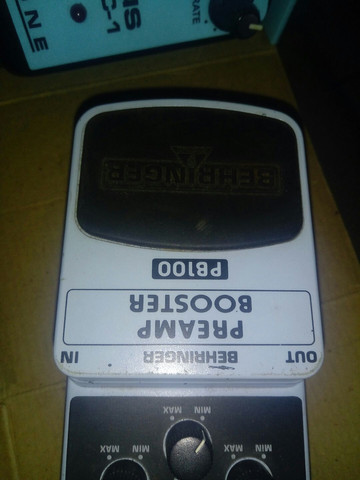 MAX MIN
MAX MIN MAX MIN
OUT BEHRINGER IN
PREAMP
BOOSTER
PB100
BEHRINGER
RATE